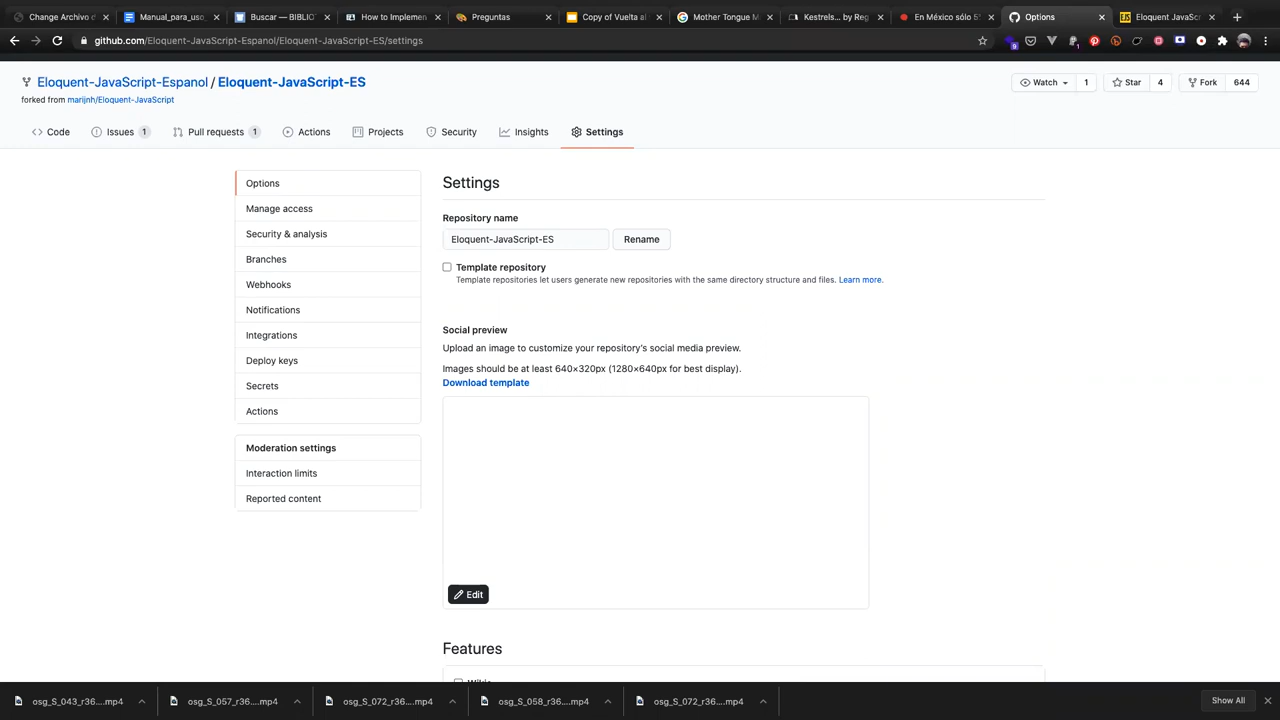 Change Archivo d
Manual_para_uso_
Buscar — BIBLIO
How to Implemen
Preguntas
Copy of Vuelta al
Mother Tongue M
Kestrels... by Reg
En México sólo 5
Options
Eloquent JavaScr
github.com/Eloquent-JavaScript-Espanol/Eloquent-JavaScript-ES/settings
9
1
Eloquent-JavaScript-Espanol / Eloquent-JavaScript-ES
Watch 1 Star 4 Fork 644
forked from marijnh/Eloquent-JavaScript
Code Issues 1 Pull requests 1 Actions Projects Security Insights Settings
Options
Manage access
Security & analysis
Branches
Webhooks
Notifications
Integrations
Deploy keys
Secrets
Actions
Moderation settings
Interaction limits
Reported content
Settings
Repository name
Eloquent-JavaScript-ES Rename
Template repository
Template repositories let users generate new repositories with the same directory structure and files. Learn more.
Social preview
Upload an image to customize your repository's social media preview.
Images should be at least 640×320px (1280×640px for best display).
Download template
Edit
Features
Wikis
osg_S_043_r36....mp4
osg_S_057_r36....mp4
osg_S_072_r36....mp4
osg_S_058_r36....mp4
osg_S_072_r36....mp4
Show All